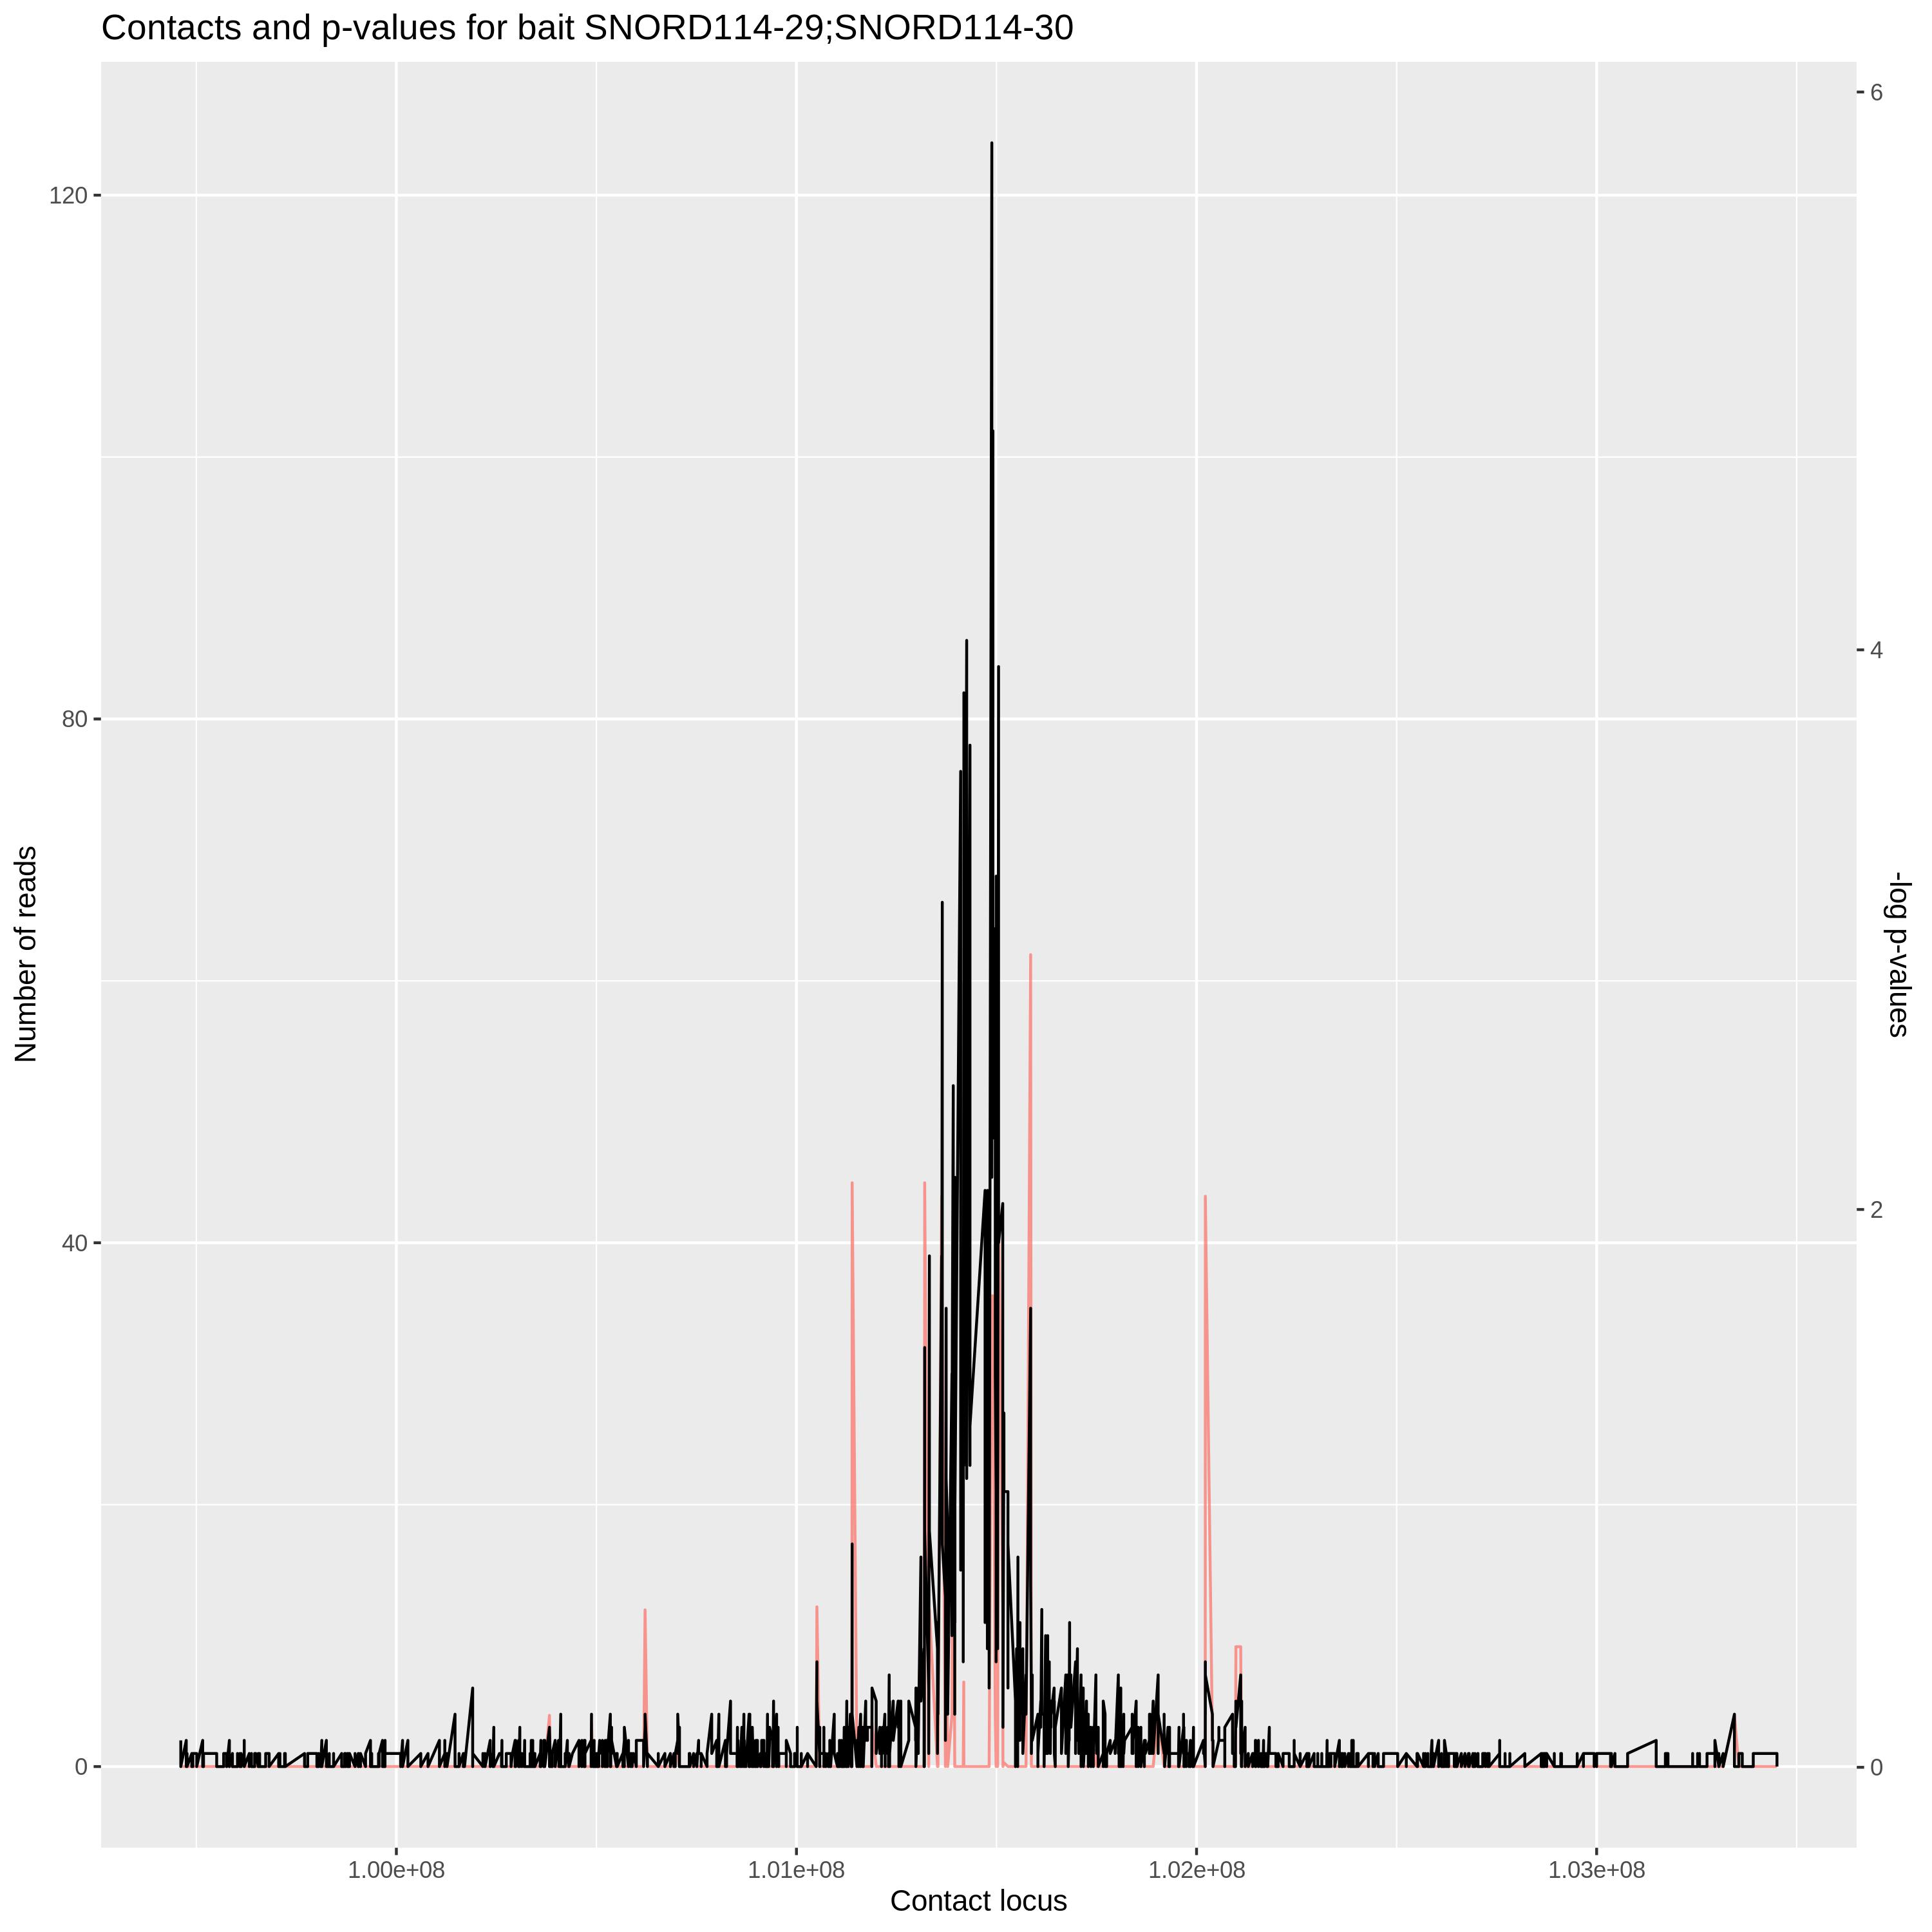 Contacts and p-values for bait SNORD114-29;SNORD114-30
6
120
4
80
Number of reads
-log p-values
2
40
0
0
1.00e+08
1.01e+08
1.02e+08
1.03e+08
Contact locus